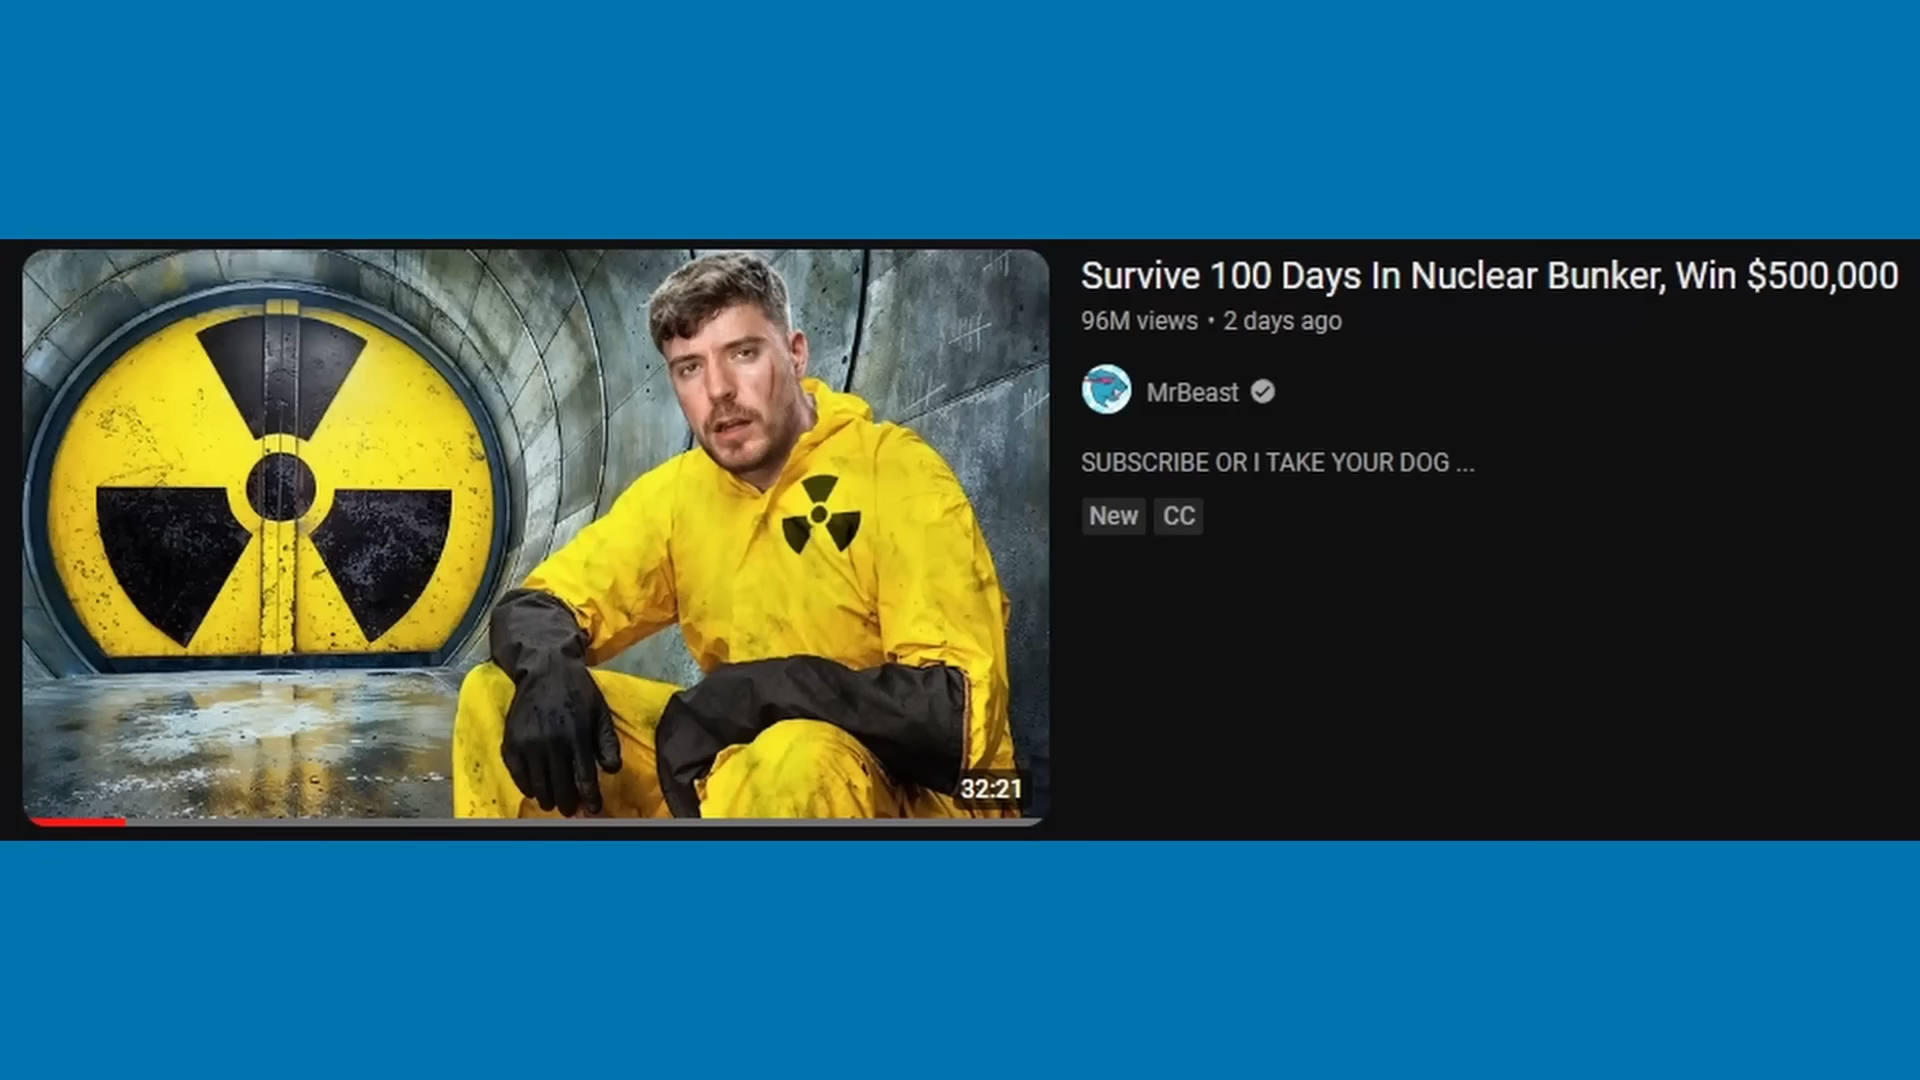 Survive 100 Days In Nuclear Bunker, Win $500,000
96M views • 2 days ago
MrBeast
SUBSCRIBE OR I TAKE YOUR DOG ...
New CC
32:21